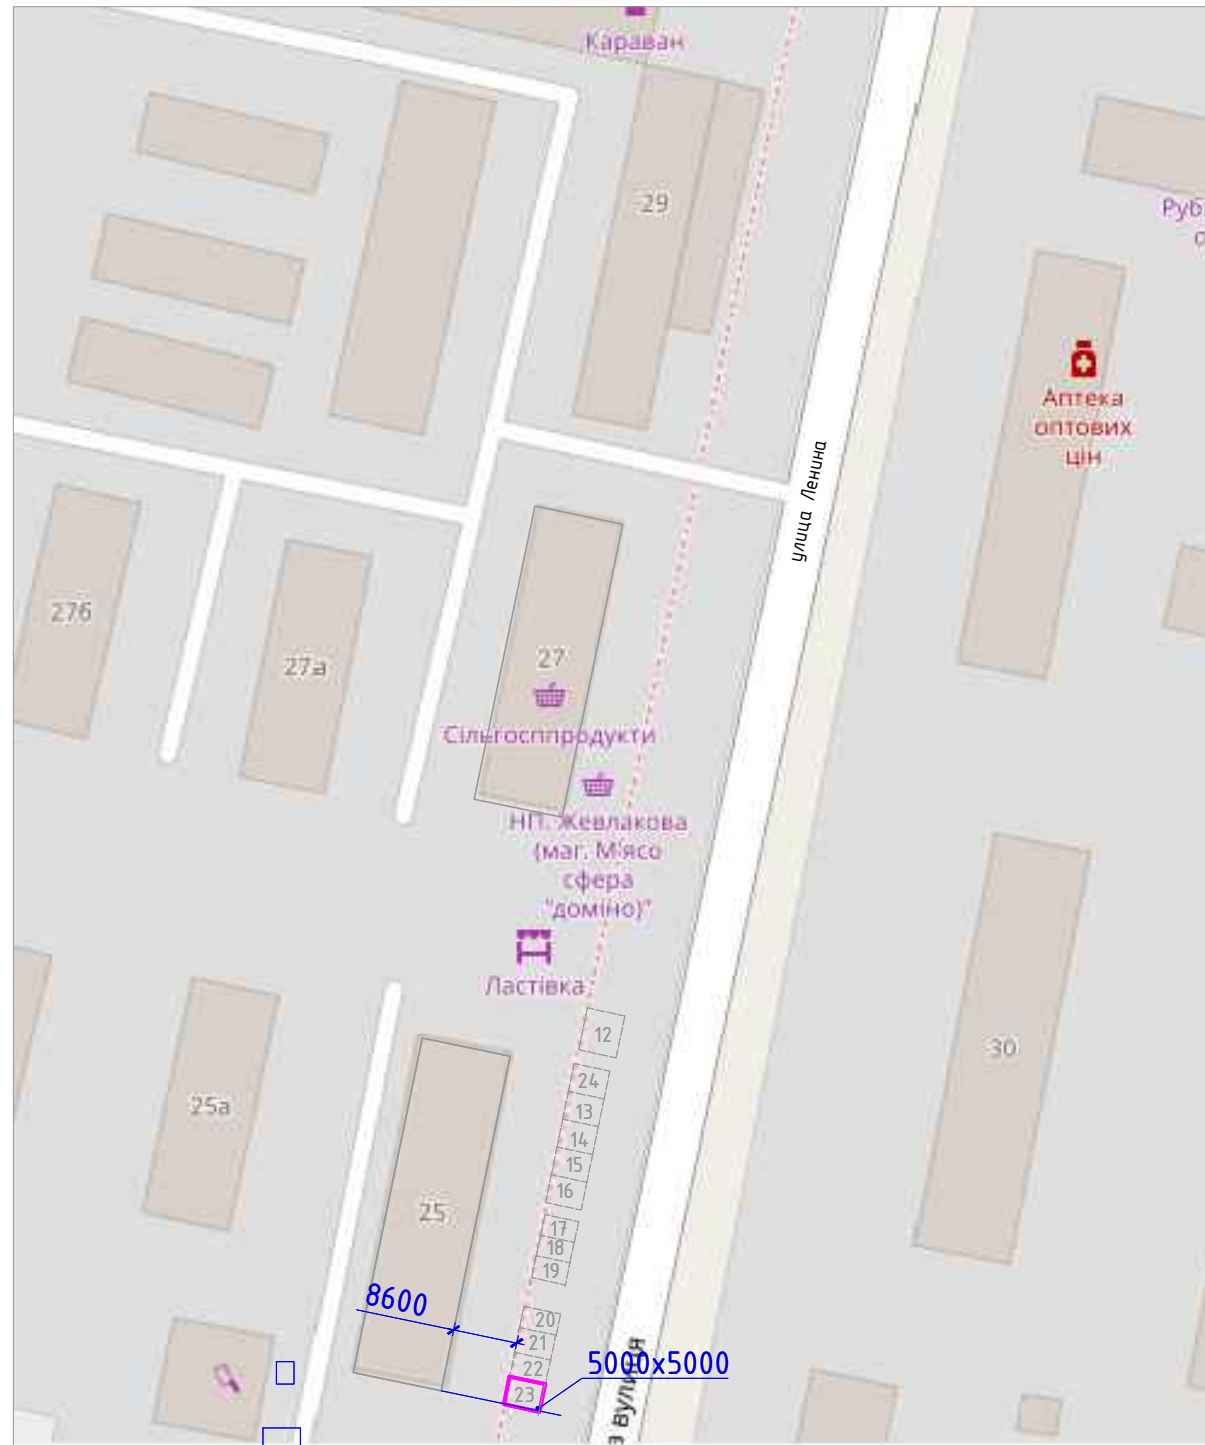 Караван
29
Руб
о
Аптека
оптових
цін
улица Ленина
27б
27а
27
Сільгосппродукти
НП. Жевлакова
(маг. М'ясо
сфера
"доміно)"
Ластівка
12
24
13
14
15
16
17
18
19
20
21
22
23
30
25а
25
8600
5000x5000
а вулиця